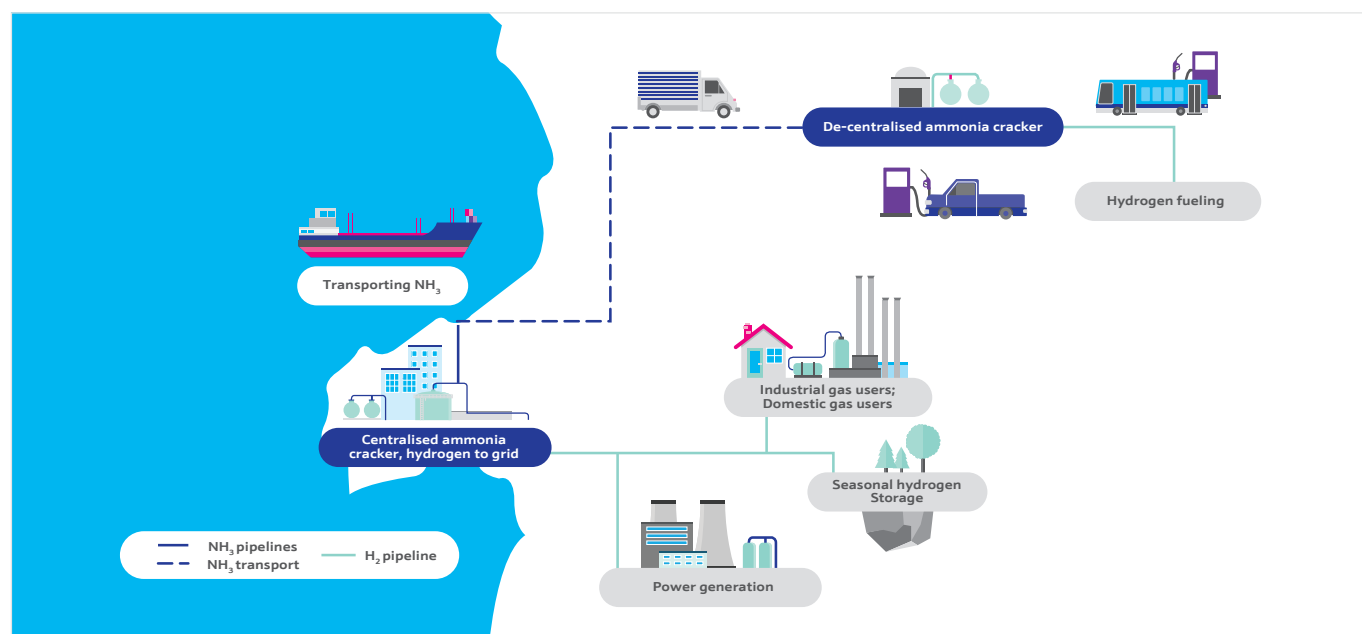 De-centralised ammonia cracker
Hydrogen fueling
Transporting NH₃
Industrial gas users;
Domestic gas users
Centralised ammonia
cracker, hydrogen to grid
Seasonal hydrogen
Storage
NH₃ pipelines
NH₃ transport
H₂ pipeline
Power generation